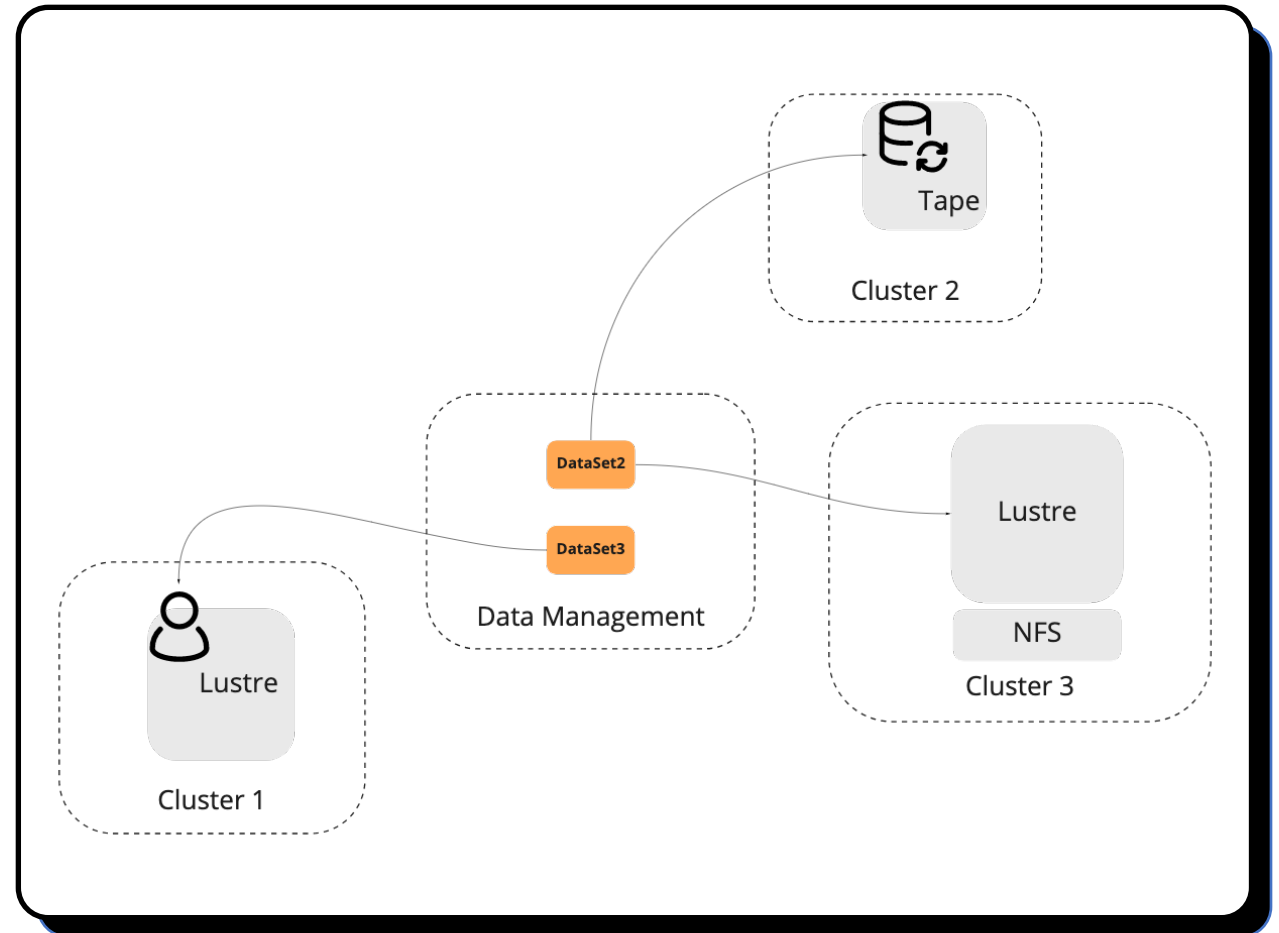 Tape
Cluster 2
DataSet2
DataSet3
Data Management
Lustre
NFS
Cluster 3
Lustre
Cluster 1